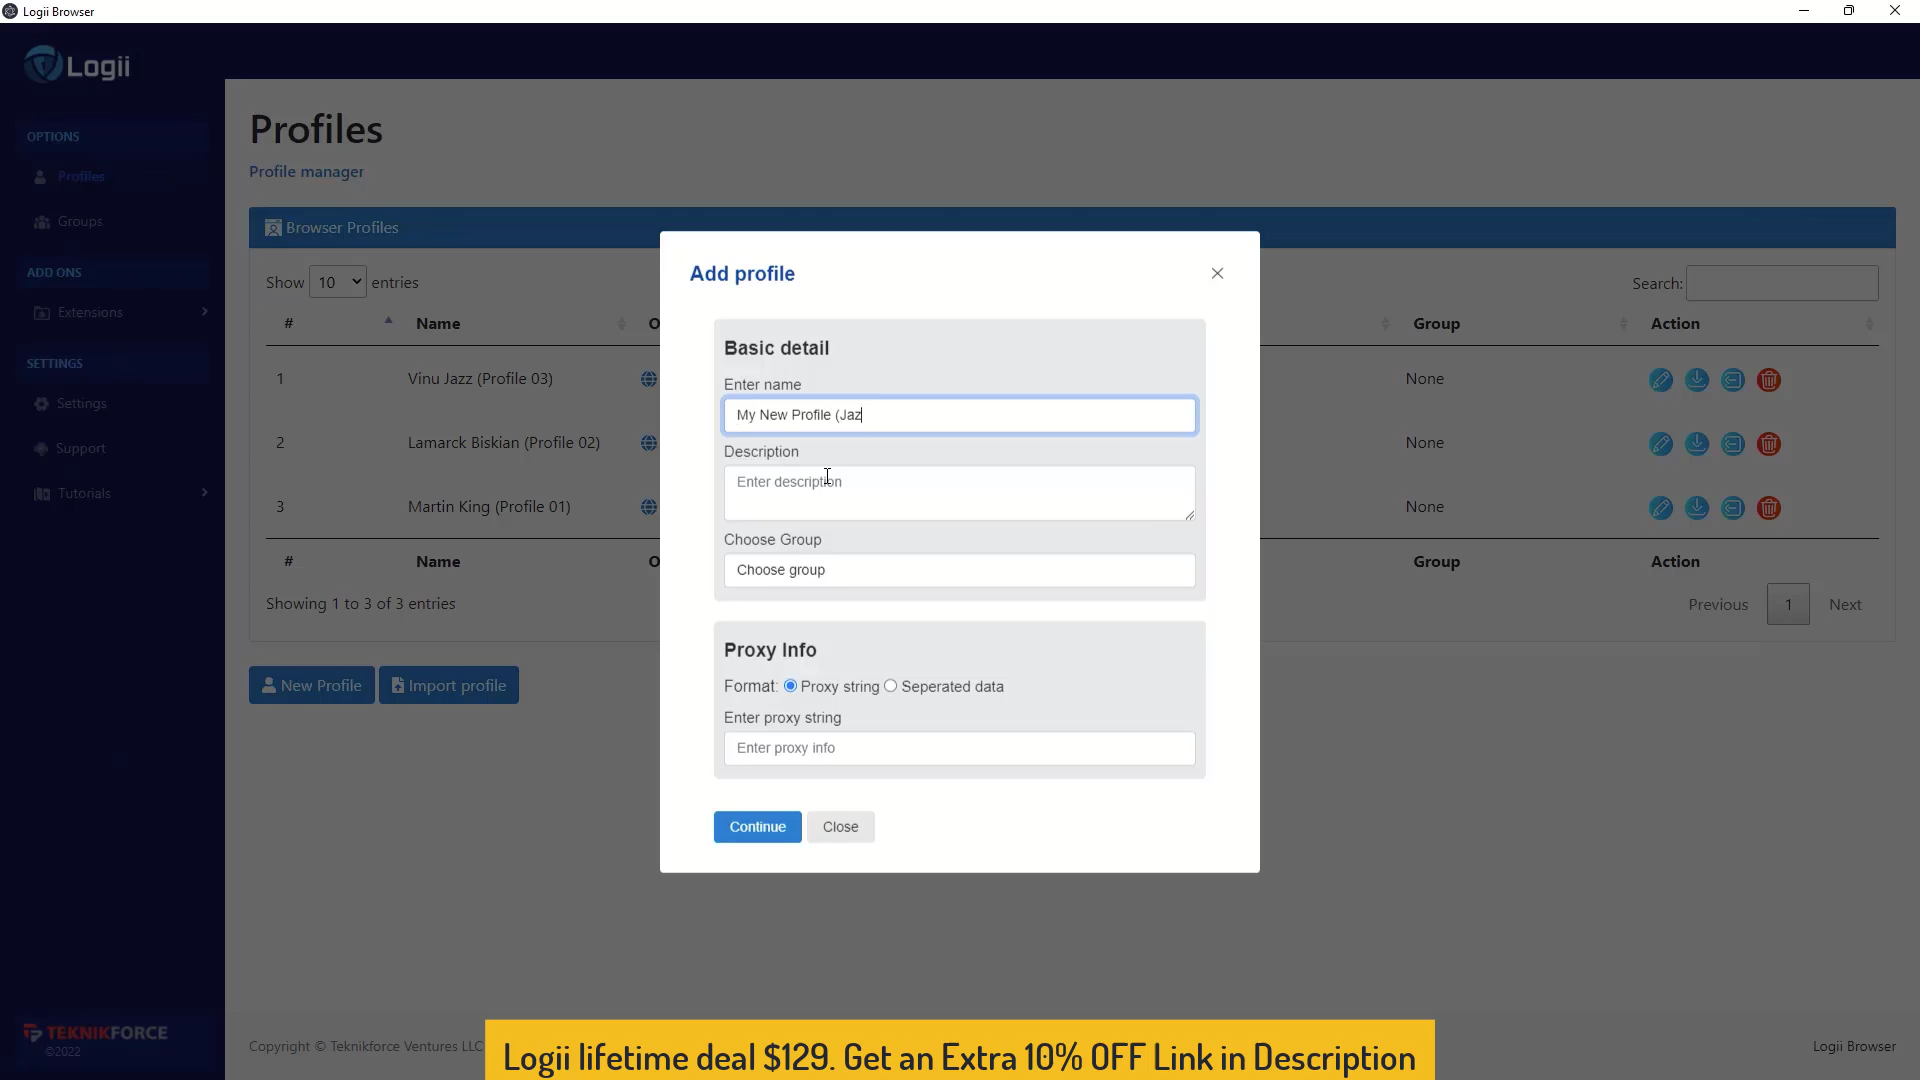 Logii Browser
Logii
OPTIONS
Profiles
Groups
ADD ONS
Extensions
SETTINGS
Settings
Support
Tutorials
TEKNIKFORCE
©2022
Profiles
Profile manager
Browser Profiles
Show 10 entries
Search:
# Name O Group Action
1 Vinu Jazz (Profile 03) None
2 Lamarck Biskian (Profile 02) None
3 Martin King (Profile 01) None
# Name O Group Action
Showing 1 to 3 of 3 entries
Previous 1 Next
New Profile Import profile
Add profile
Basic detail
Enter name
My New Profile (Jaz
Description
Enter description
Choose Group
Choose group
Proxy Info
Format: Proxy string Seperated data
Enter proxy string
Enter proxy info
Continue Close
Copyright © Teknikforce Ventures LLC
Logii Browser
Logii lifetime deal $129. Get an Extra 10% OFF Link in Description